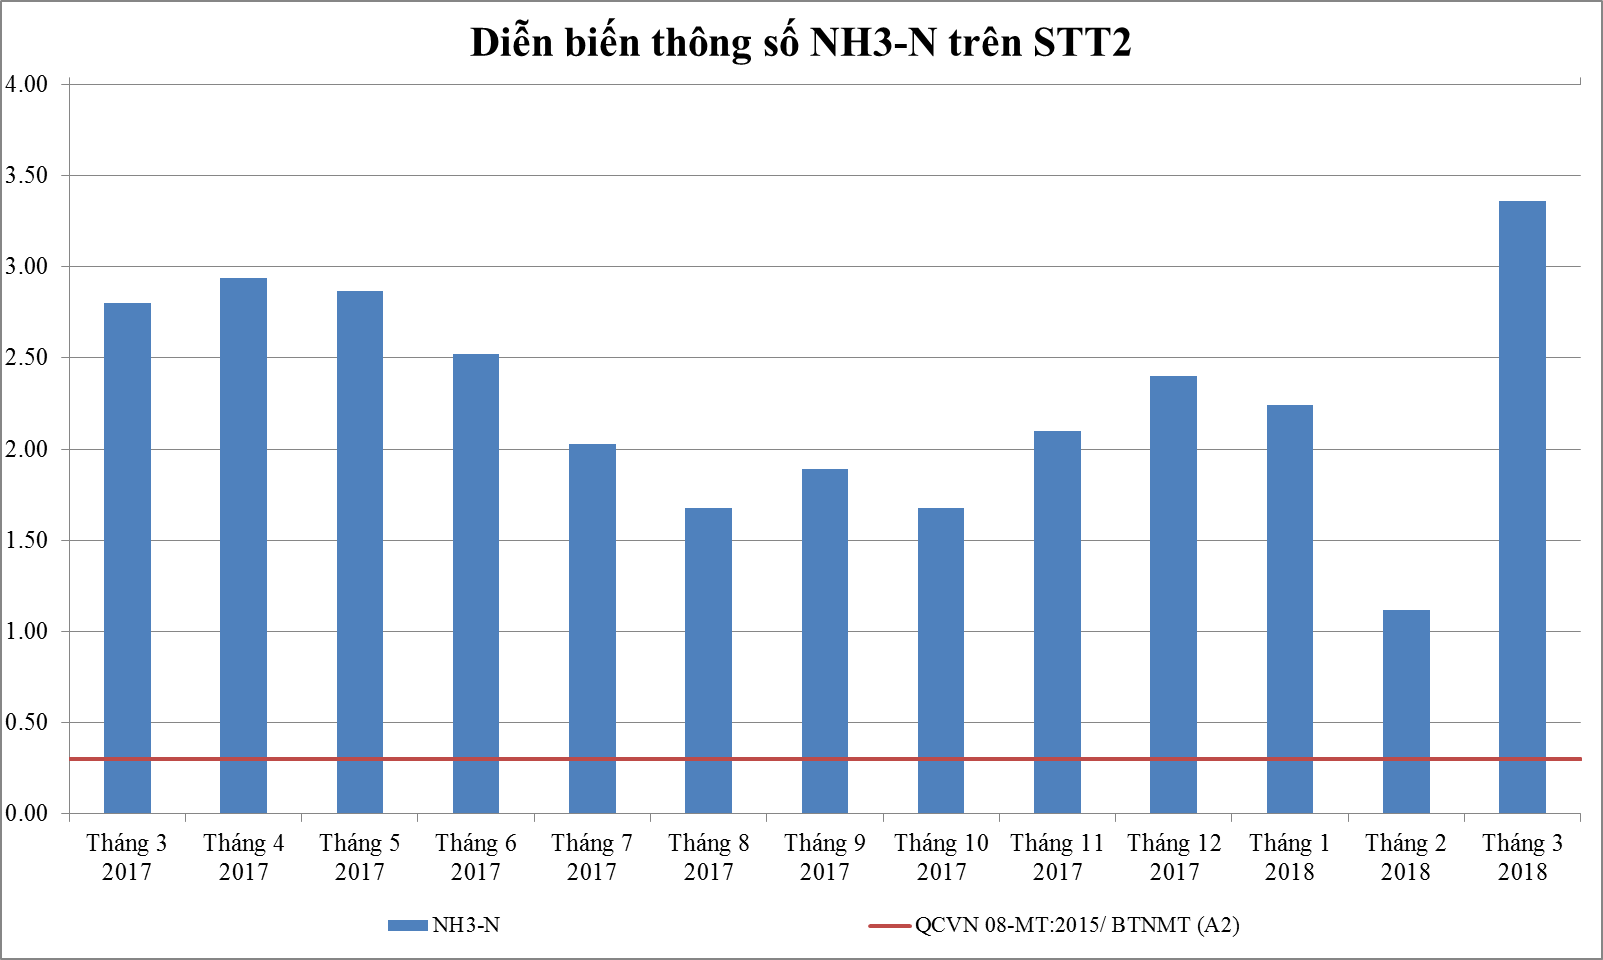 Diễn biến thông số NH3-N trên STT2
4.00
3.50
3.00
2.50
2.00
1.50
1.00
0.50
0.00
Tháng 3 Tháng 4 Tháng 5 Tháng 6 Tháng 7 Tháng 8 Tháng 9 Tháng 10 Tháng 11 Tháng 12 Tháng 1 Tháng 2 Tháng 3
2017 2017 2017 2017 2017 2017 2017 2017 2017 2017 2018 2018 2018
NH3-N QCVN 08-MT:2015/ BTNMT (A2)